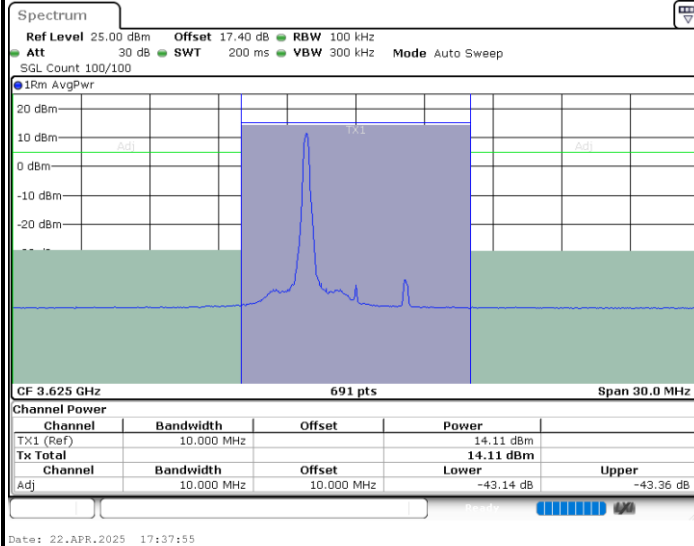 Spectrum
Ref Level 25.00 dBm Offset 17.40 dB RBW 100 kHz
Att 30 dB SWT 200 ms VBW 300 kHz Mode Auto Sweep
SGL Count 100/100
1Rm AvgPwr
20 dBm
TX1
10 dBm
Adj Adj
0 dBm
-10 dBm
-20 dBm
CF 3.625 GHz 691 pts Span 30.0 MHz
Channel Power
Channel Bandwidth Offset Power
TX1 (Ref) 10.000 MHz 14.11 dBm
Tx Total 14.11 dBm
Channel Bandwidth Offset Lower Upper
Adj 10.000 MHz 10.000 MHz -43.14 dB -43.36 dB
Ready
Date: 22.APR.2025 17:37:55